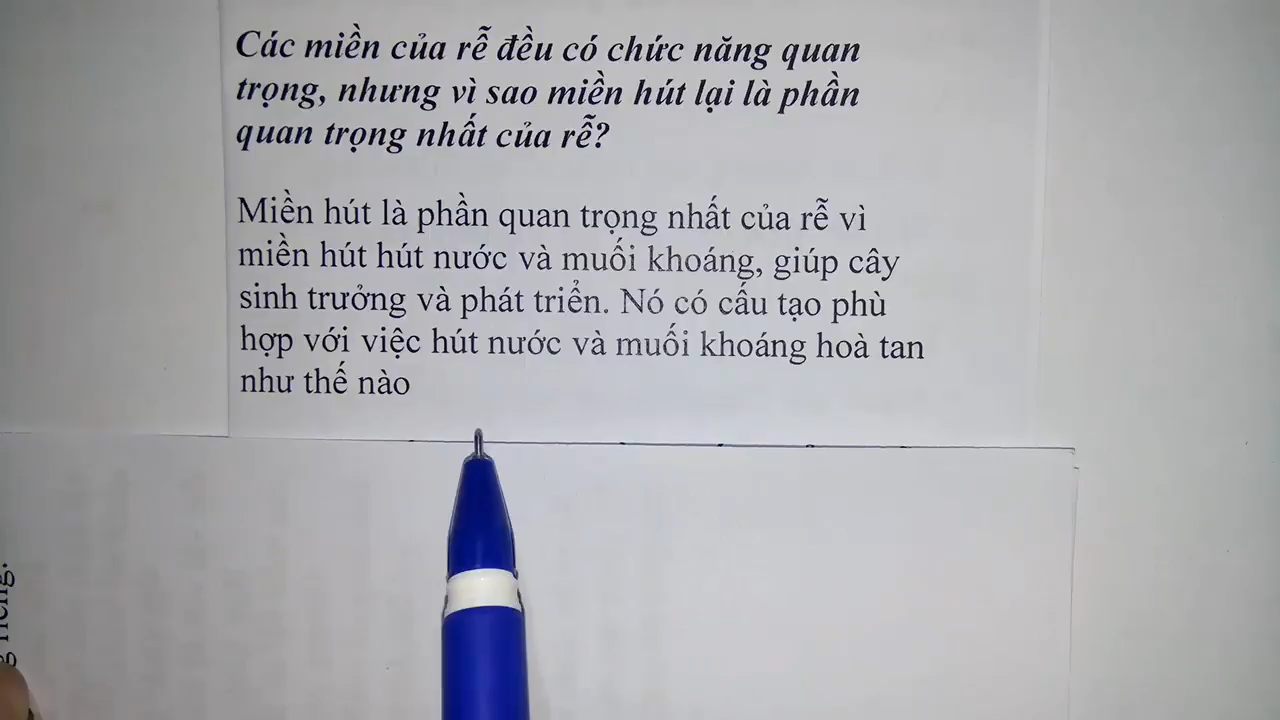 Các miền của rễ đều có chức năng quan
trọng, nhưng vì sao miền hút lại là phần
quan trọng nhất của rễ?
Miền hút là phần quan trọng nhất của rễ vì
miền hút hút nước và muối khoáng, giúp cây
sinh trưởng và phát triển. Nó có cấu tạo phù
hợp với việc hút nước và muối khoáng hoà tan
như thế nào